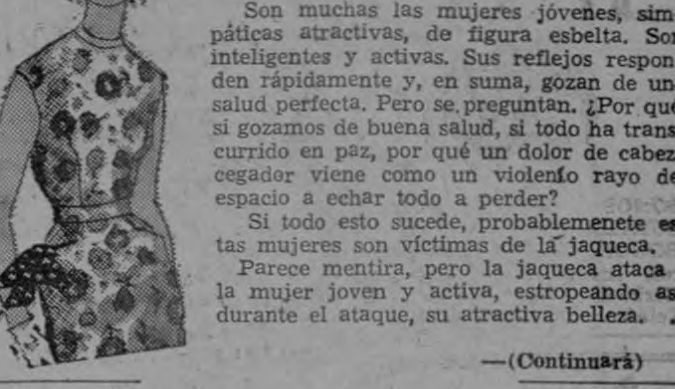 Son muchas las mujeres jóvenes, sim-
páticas atractivas, de figura esbelta. Son
inteligentes y activas. Sus reflejos respon
den rápidamente y, en suma, gozan de un
salud perfecta. Pero se preguntan. ¿Por qué
si gozamos de buena salud, si todo ha trans
currido en paz, por qué un dolor de cabez
cegador viene como un violento rayo de
espacio a echar todo a perder?
Si todo esto sucede, probablemenete es
tas mujeres son víctimas de la jaqueca.
Parece mentira, pero la jaqueca ataca
la mujer joven y activa, estropeando as
durante el ataque, su atractiva belleza. .
—(Continuará)